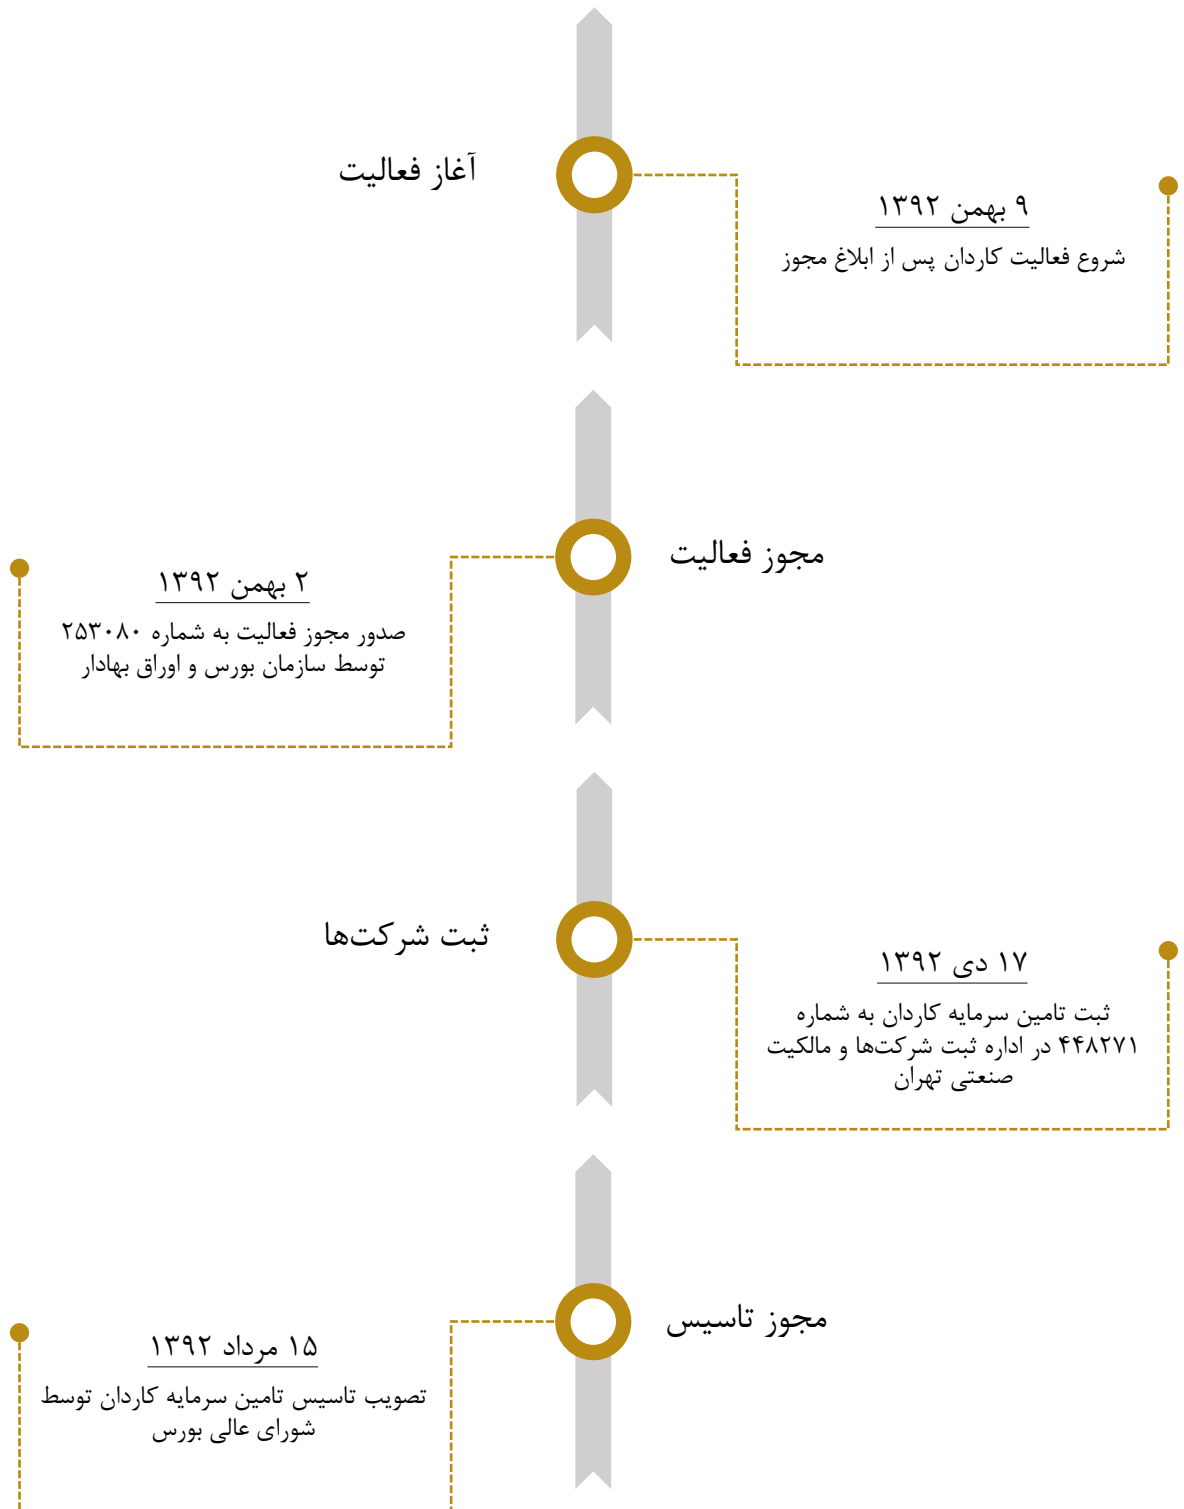 آغاز فعالیت
۹ بهمن ۱۳۹۲
شروع فعالیت کاردان پس از ابلاغ مجوز
مجوز فعالیت
۲ بهمن ۱۳۹۲
صدور مجوز فعالیت به شماره ۲۵۳۰۸۰
توسط سازمان بورس و اوراق بهادار
ثبت شرکت‌ها
۱۷ دی ۱۳۹۲
ثبت تامین سرمایه کاردان به شماره
۴۴۸۲۷۱ در اداره ثبت شرکت‌ها و مالکیت
صنعتی تهران
مجوز تاسیس
۱۵ مرداد ۱۳۹۲
تصویب تاسیس تامین سرمایه کاردان توسط
شورای عالی بورس